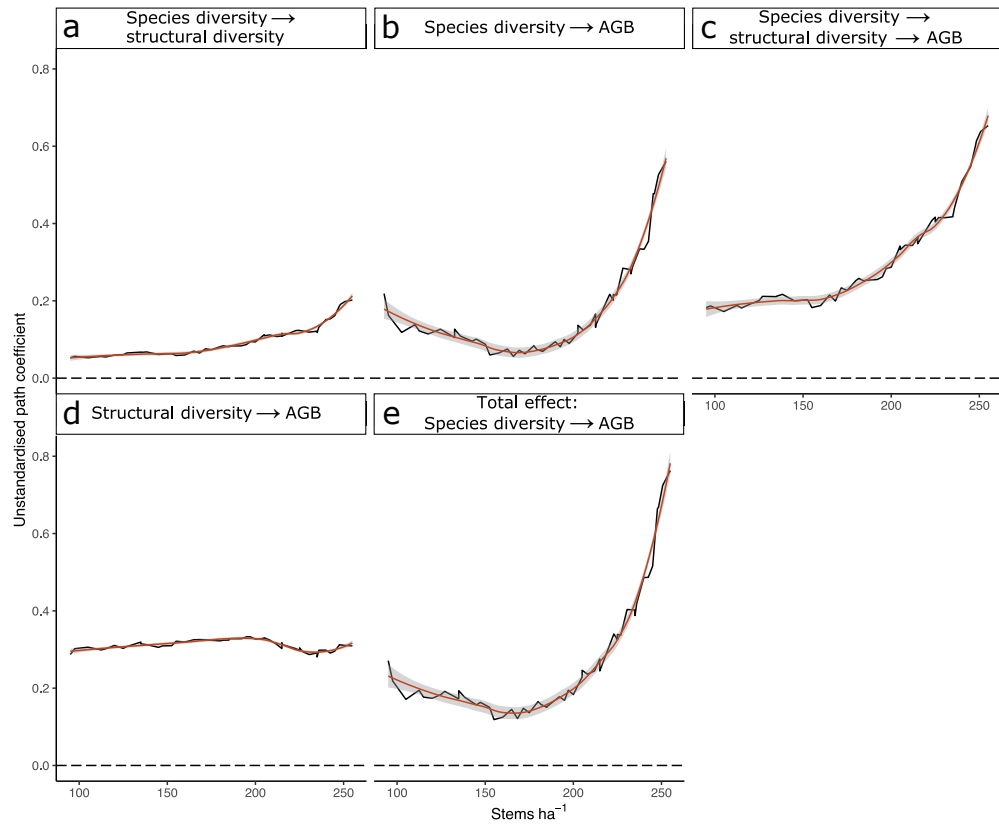 a
Species diversity →
structural diversity
b
Species diversity → AGB
c
Species diversity →
structural diversity → AGB
0.8
0.6
0.4
0.2
0.0
100
150
200
250
d
Structural diversity → AGB
e
Total effect:
Species diversity → AGB
0.8
0.6
0.4
0.2
0.0
100
150
200
250
100
150
200
250
Unstandardised path coefficient
Stems ha⁻¹